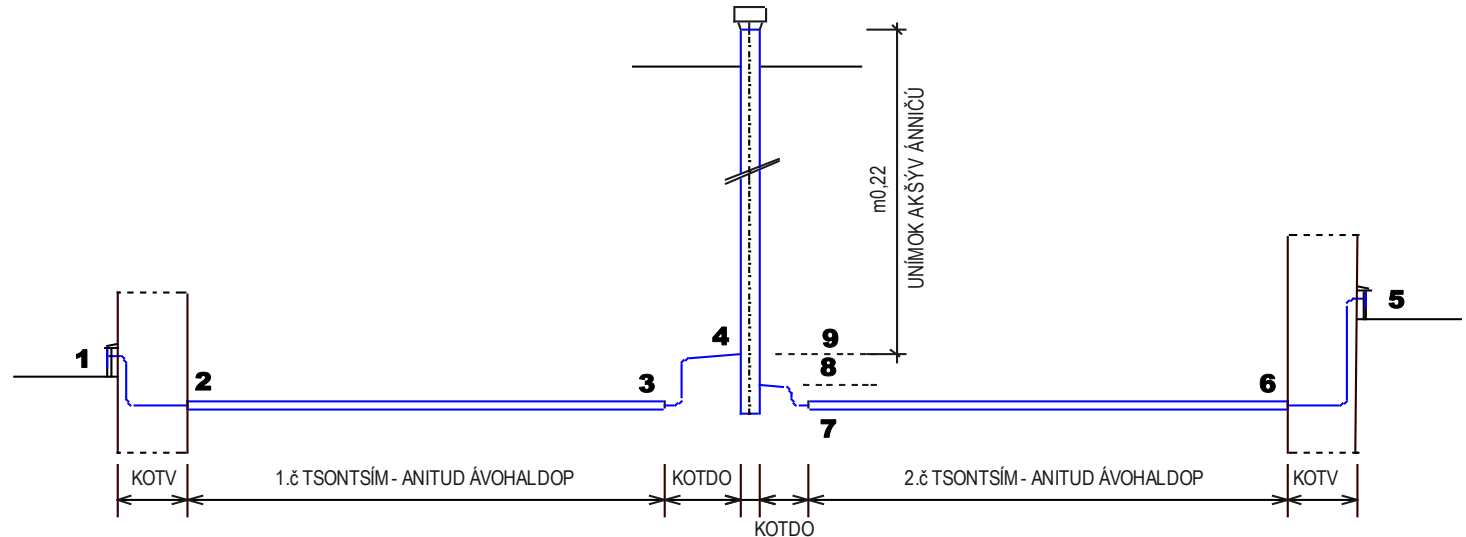 m0,22
UNÍMOK AKŠÝV ÁNNIČÚ
4
9
5
8
1
2
3
6
7
KOTV
1.č TSONTSÍM - ANITUD ÁVOHALDOP
KOTDO
2.č TSONTSÍM - ANITUD ÁVOHALDOP
KOTV
KOTDO